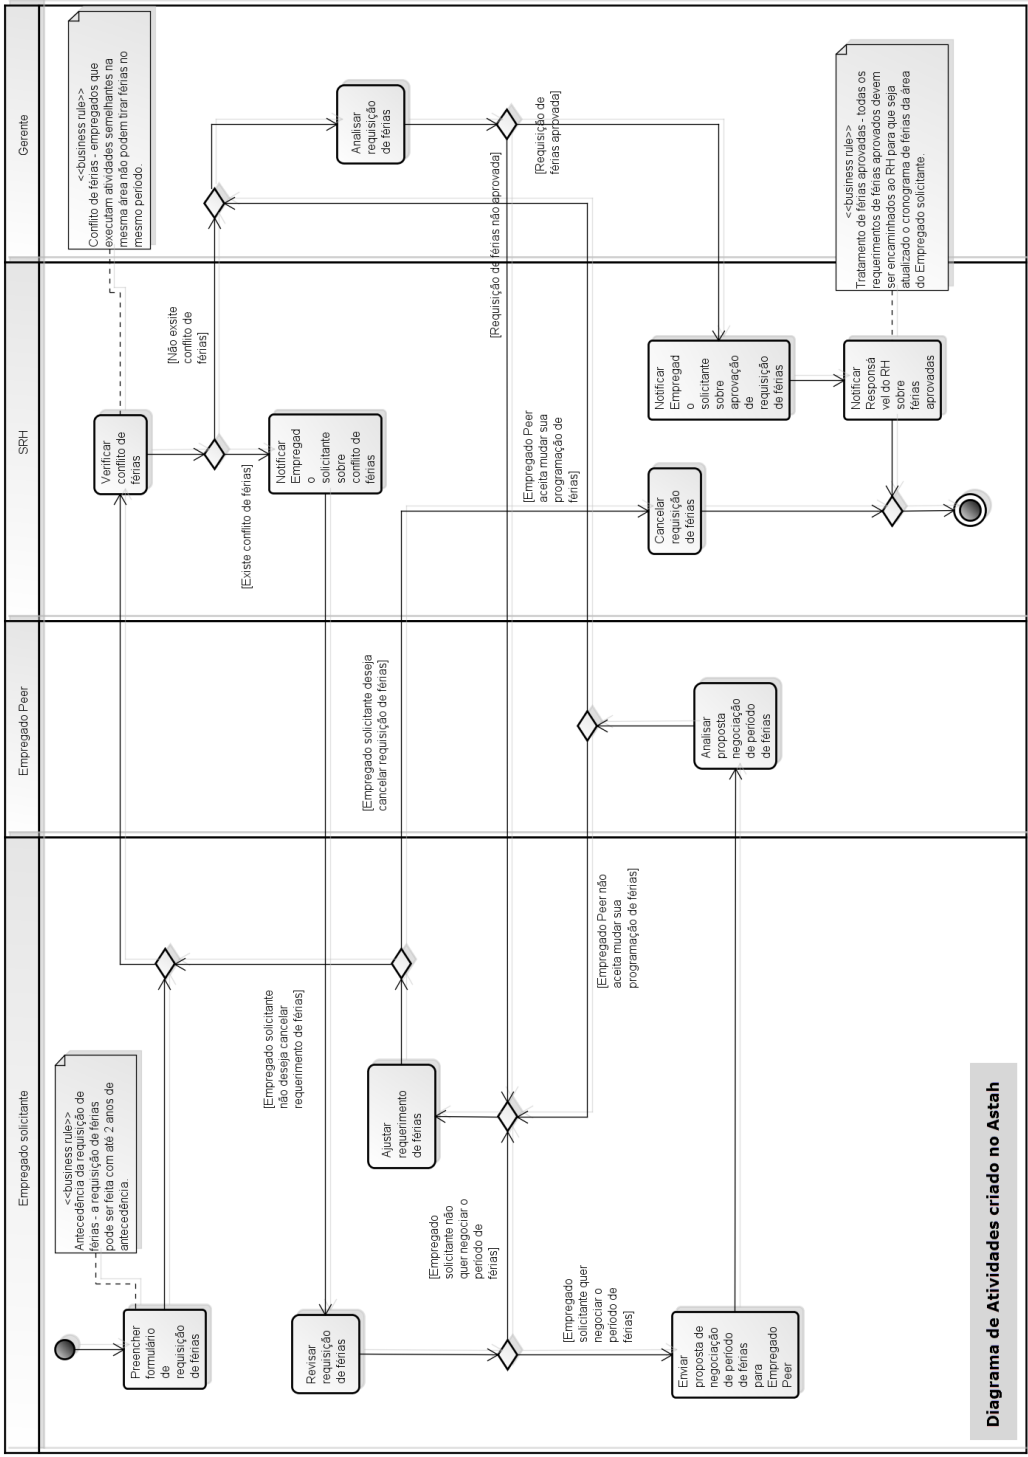 Gerente
SRH
Empregado Peer
Empregado solicitante
<<business rule>>
Conflito de férias - empregados que
executam atividades semelhantes na
mesma área não podem tirar férias no
mesmo período.
Analisar
requisição
de férias
[Requisição de
férias aprovada]
[Requisição de férias não aprovada]
<<business rule>>
Tratamento de férias aprovadas - todos os
requerimentos de férias aprovados devem
ser encaminhados ao RH para que seja
atualizado o cronograma de férias da área
do Empregado solicitante.
Verificar
conflito de
férias
[Não exsite
conflito de
férias]
[Existe conflito de férias]
Notificar
Empregad
o
solicitante
sobre
conflito de
férias
[Empregado Peer
aceita mudar sua
programação de
férias]
Notificar
Empregad
o
solicitante
sobre
aprovação
de
requisição
de férias
Notificar
Responsá
vel do RH
sobre
férias
aprovadas
Cancelar
requisição
de férias
[Empregado solicitante deseja
cancelar requisição de férias]
Analisar
proposta
negociação
de período
de férias
<<business rule>>
Antecedência da requisição de
férias - a requisição de férias
pode ser feita com até 2 anos de
antecedência.
Preencher
formulário
de
requisição
de férias
[Empregado solicitante
não deseja cancelar
requerimento de férias]
Revisar
requisição
de férias
Ajustar
requerimento
de férias
[Empregado
solicitante não
quer negociar o
período de
férias]
[Empregado
solicitante quer
negociar o
período de
férias]
[Empregado Peer não
aceita mudar sua
programação de férias]
Enviar
proposta de
negociação
de período
de férias
para
Empregado
Peer
Diagrama de Atividades criado no Astah